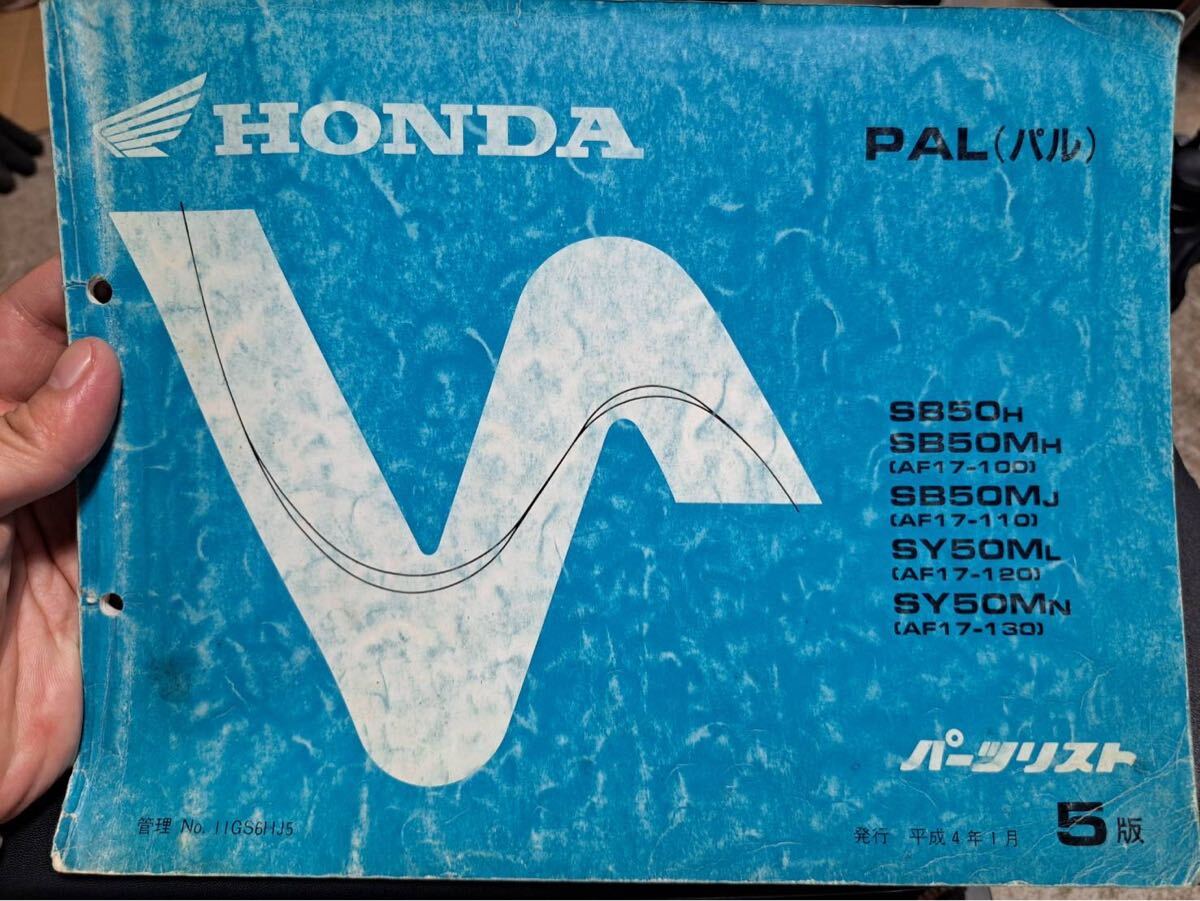 HONDA
PAL(パル)
SB50H
SB50MH
(AF17-100)
SB50MJ
(AF17-110)
SY50ML
(AF17-120)
SY50MN
(AF17-130)
パーツリスト
管理 No. 11GS6HJ5
発行 平成4年1月 5版